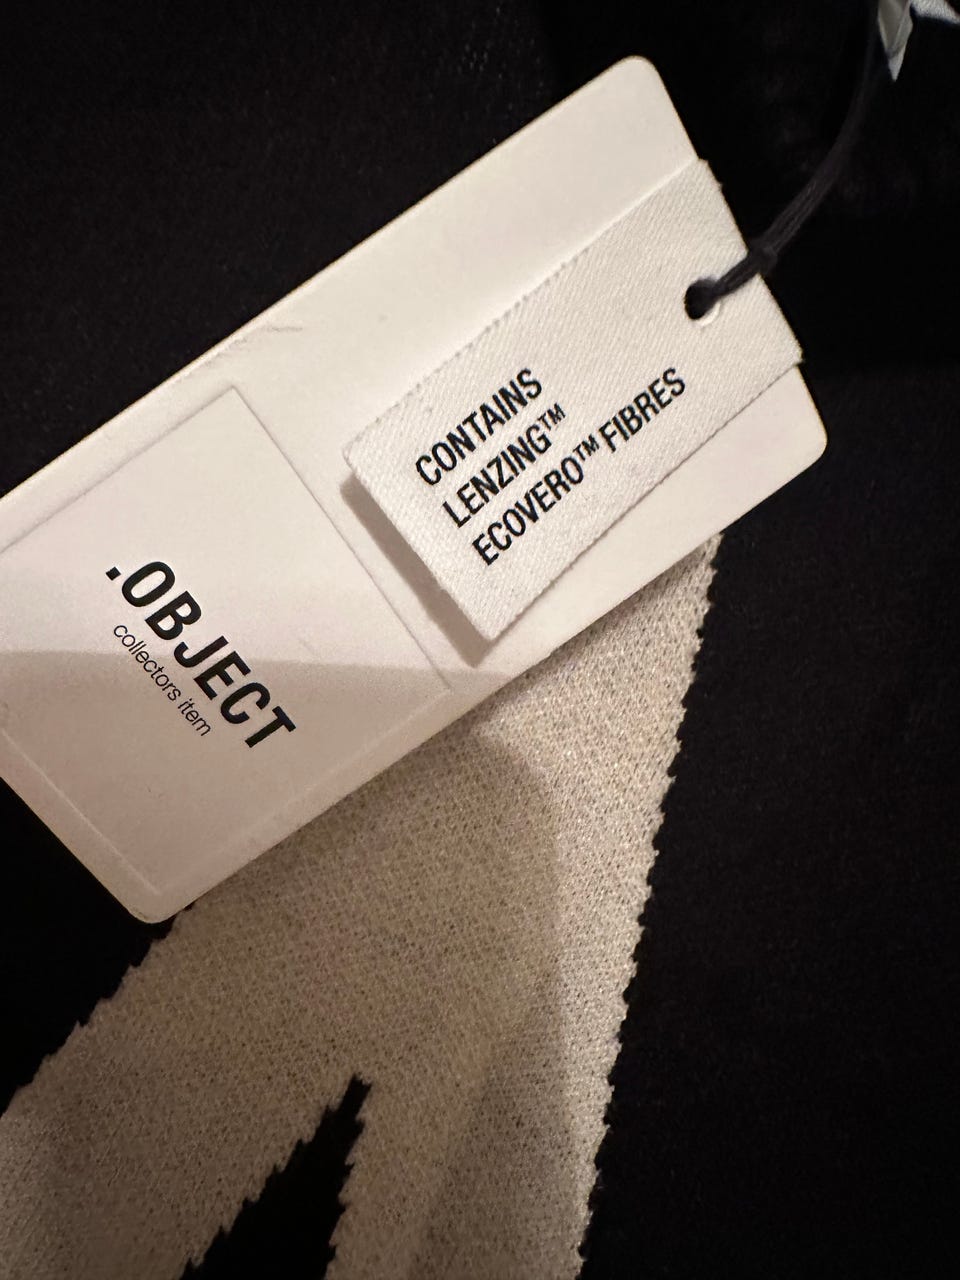 CONTAINS
LENZING™
ECOVERO™ FIBRES
.OBJECT
collectors item